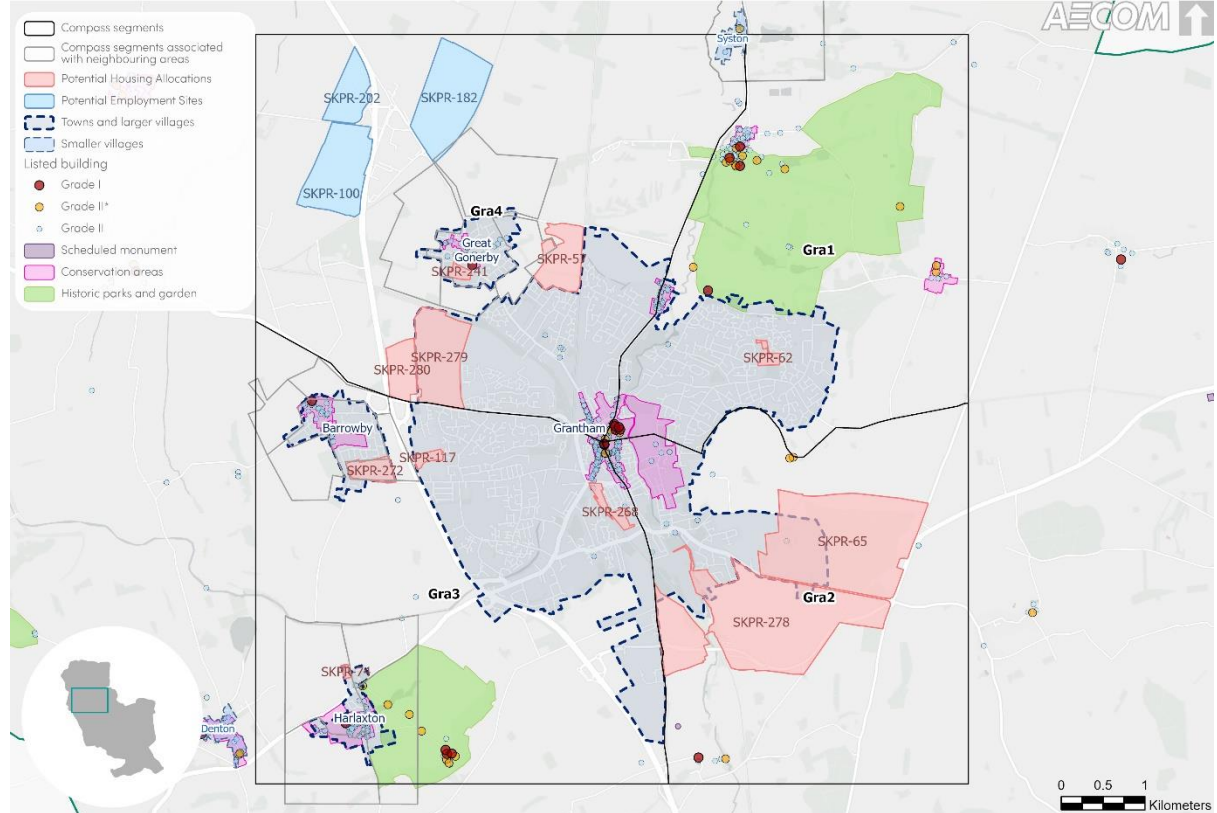 AECOM
Compass segments
Compass segments associated
with neighbouring areas
Potential Housing Allocations
Potential Employment Sites
Towns and larger villages
Smaller villages
Listed building
Grade I
Grade II*
Grade II
Scheduled monument
Conservation areas
Historic parks and garden
Syston
SKPR-202
SKPR-182
SKPR-100
Gra4
Great
Gonerby
SKPR-241
SKPR-57
Gra1
SKPR-279
SKPR-280
SKPR-62
Barrowby
Grantham
SKPR-272
SKPR-117
SKPR-268
SKPR-65
Gra3
Gra2
SKPR-278
SKPR-74
Harlaxton
Denton
0 0.5 1
Kilometers